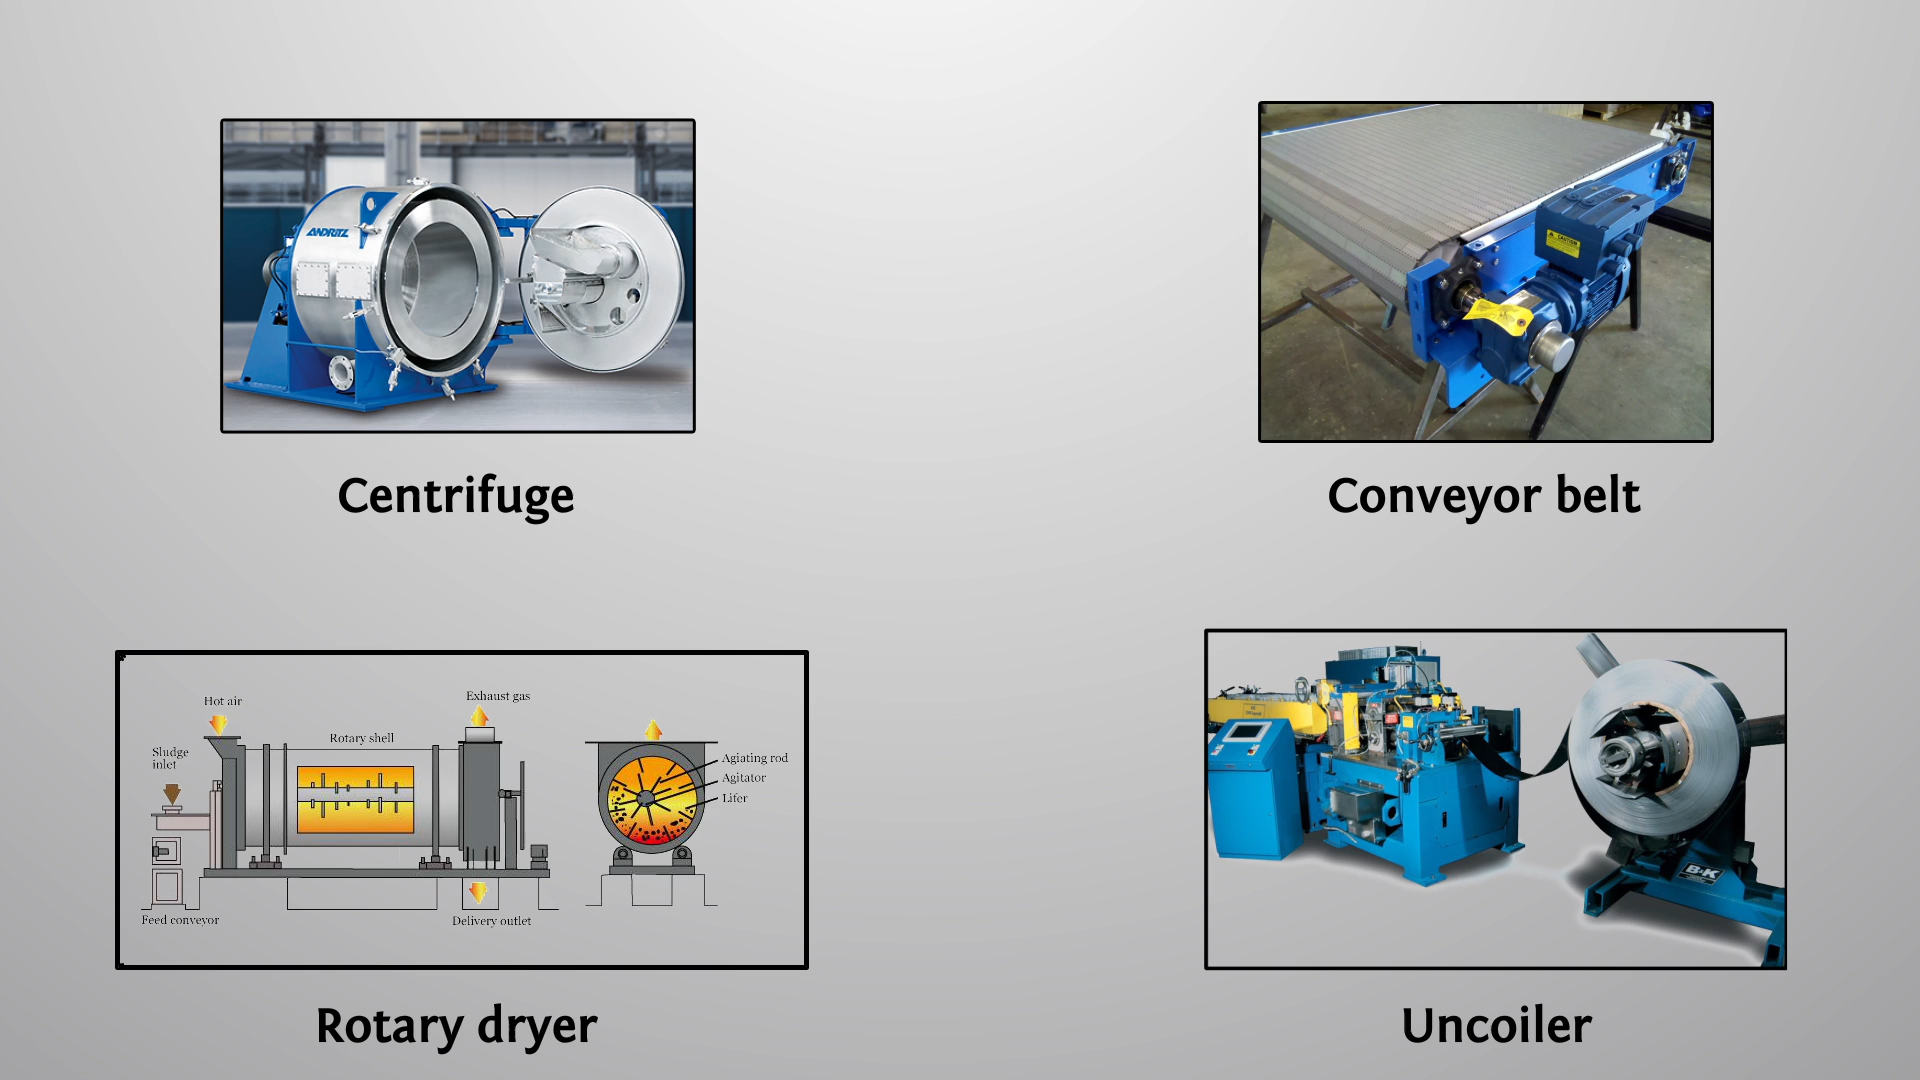 ANDRITZ
CAUTION
Centrifuge
Conveyor belt
Hot air
Exhaust gas
Rotary shell
Sludge
inlet
Agiating rod
Agitator
Lifer
Feed conveyor
Delivery outlet
B&K
Rotary dryer
Uncoiler